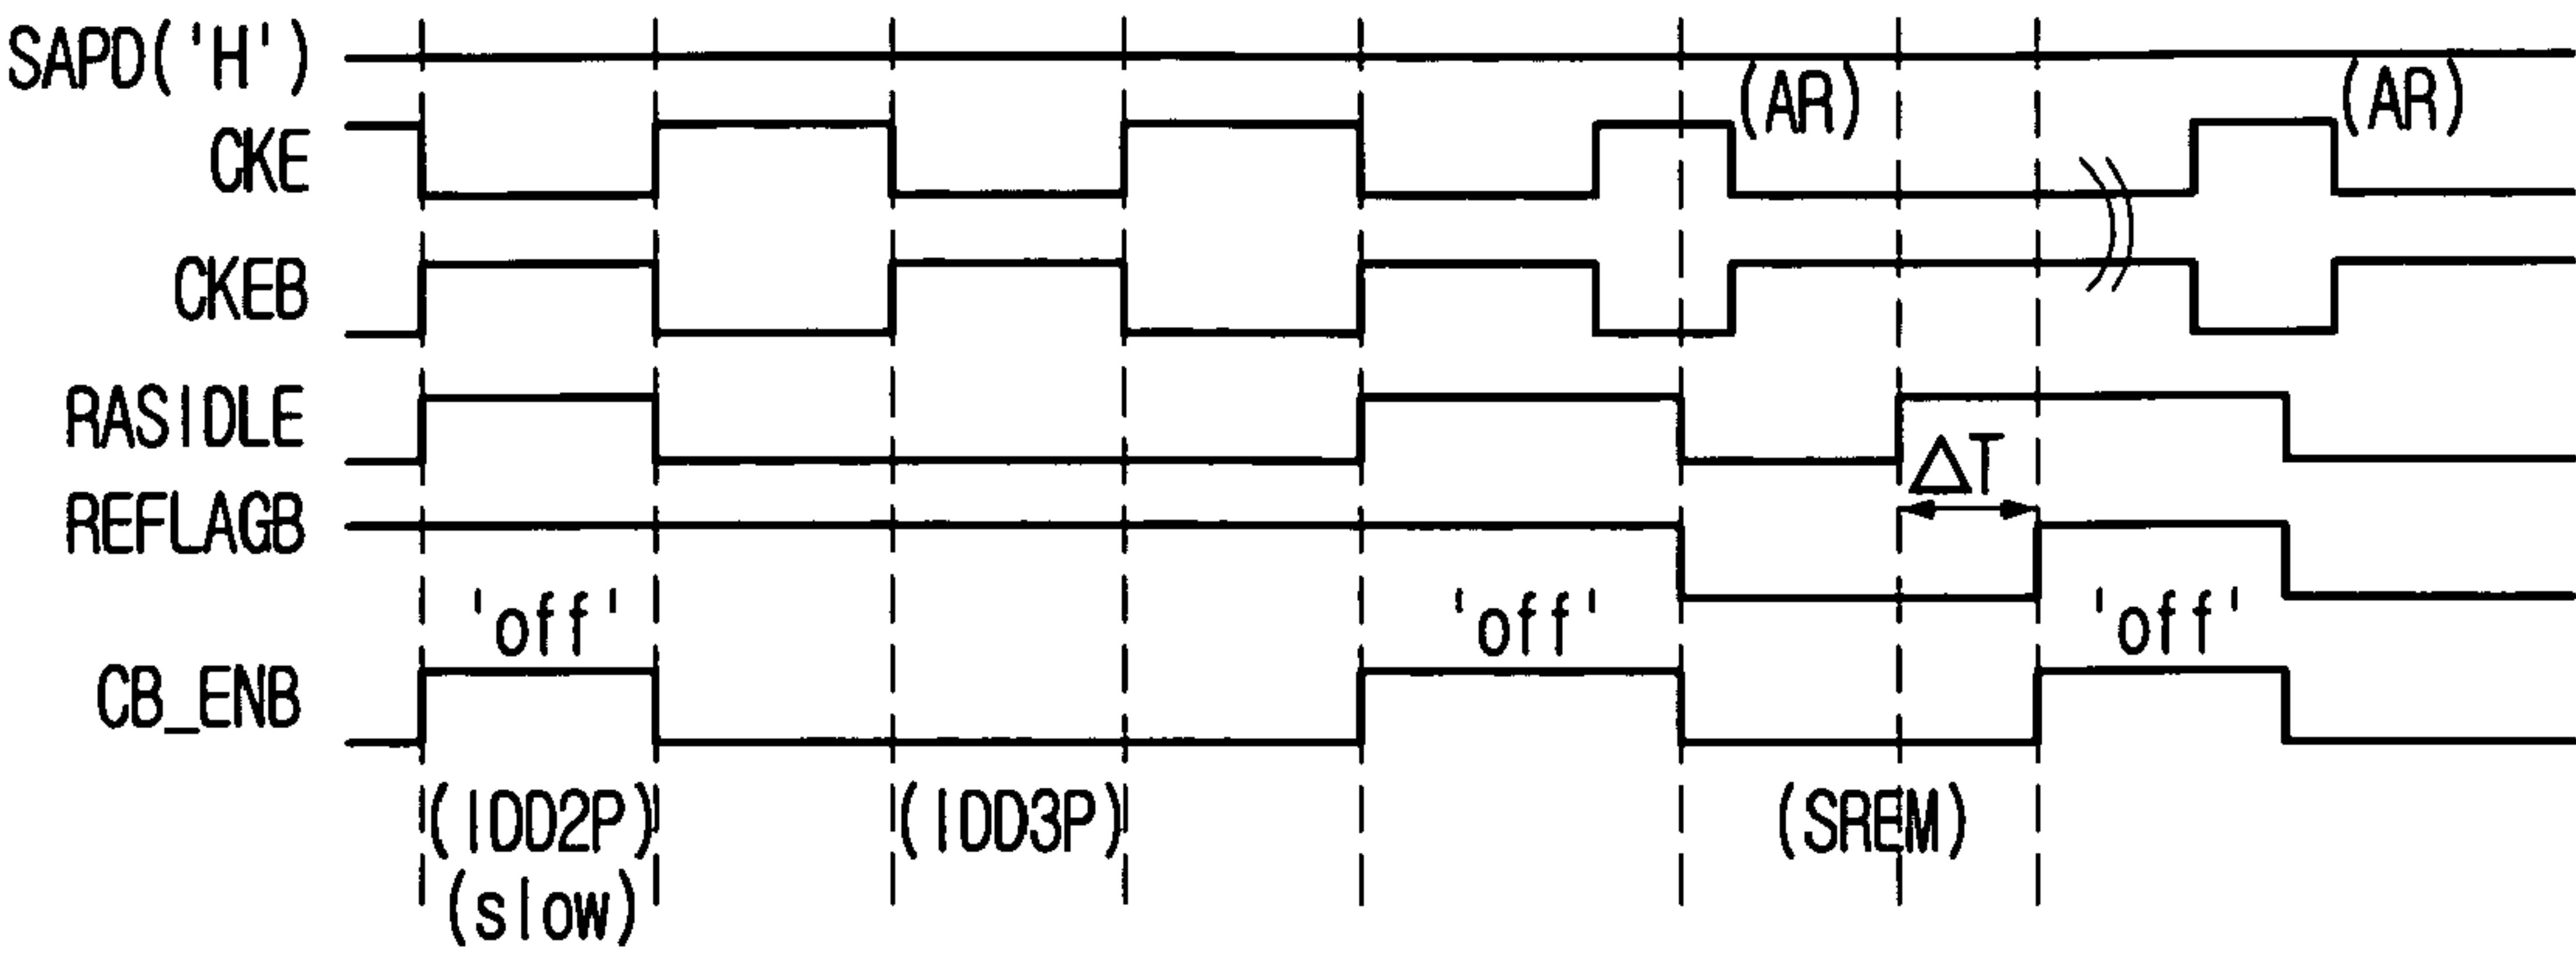 SAPD('H')
(AR)
(AR)
CKE
CKEB
RASIDLE
ΔT
REFLAGB
'off'
'off'
'off'
CB_ENB
(IDD2P)
(IDD3P)
(SREM)
(slow)